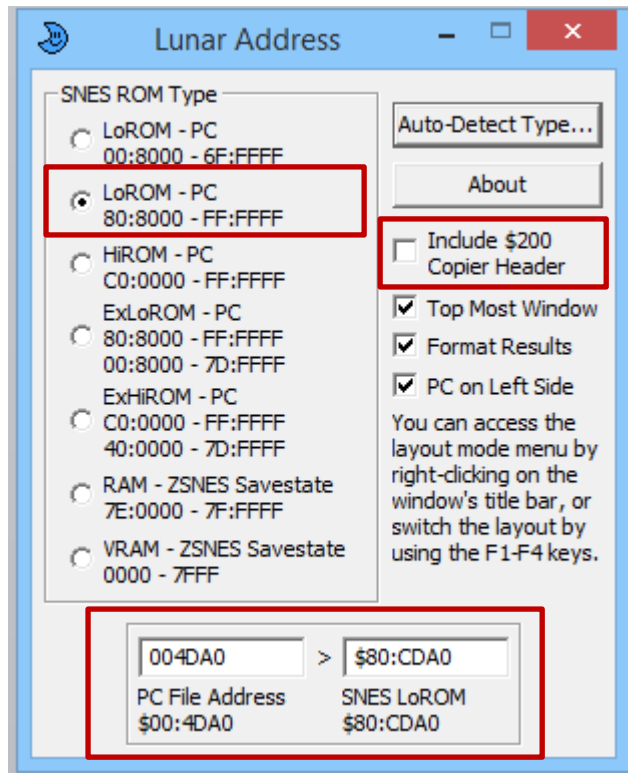 Lunar Address
SNES ROM Type
LoROM - PC
00:8000 - 6F:FFFF
LoROM - PC
80:8000 - FF:FFFF
HiROM - PC
C0:0000 - FF:FFFF
ExLoROM - PC
80:8000 - FF:FFFF
00:8000 - 7D:FFFF
ExHiROM - PC
C0:0000 - FF:FFFF
40:0000 - 7D:FFFF
RAM - ZSNES Savestate
7E:0000 - 7F:FFFF
VRAM - ZSNES Savestate
0000 - 7FFF
Auto-Detect Type...
About
Include $200
Copier Header
Top Most Window
Format Results
PC on Left Side
You can access the
layout mode menu by
right-clicking on the
window's title bar, or
switch the layout by
using the F1-F4 keys.
004DA0 > $80:CDA0
PC File Address SNES LoROM
$00:4DA0 $80:CDA0